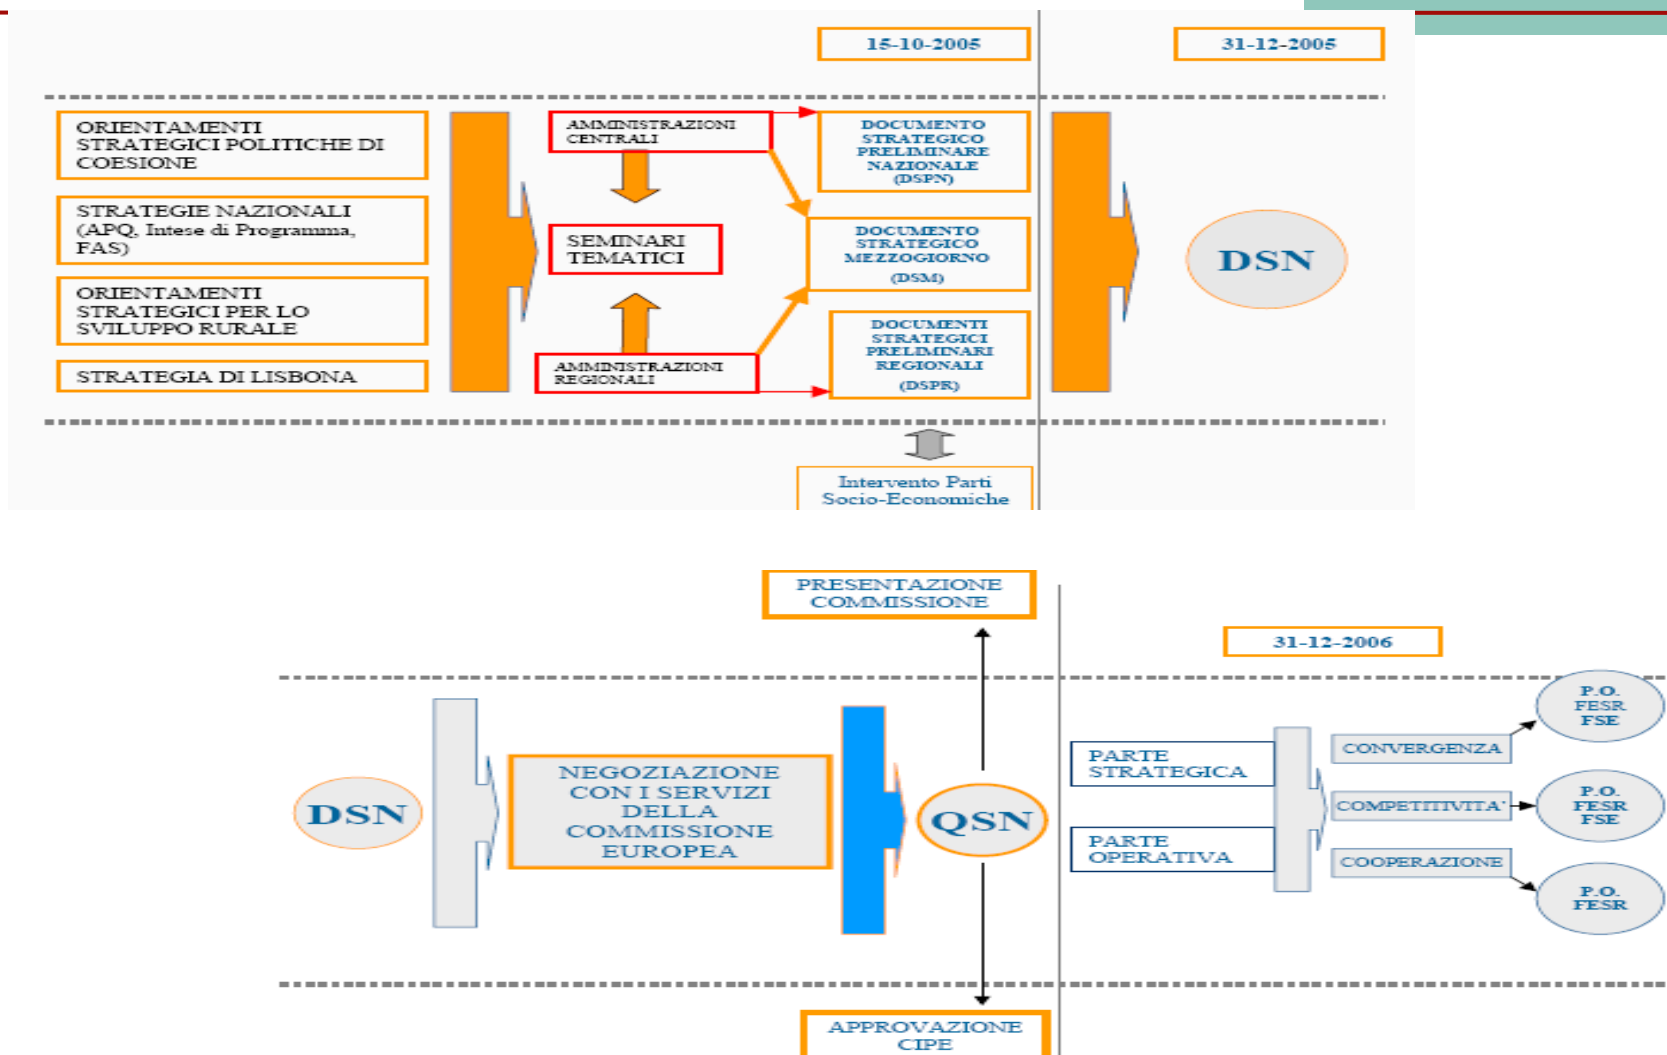 15-10-2005
31-12-2005
ORIENTAMENTI
STRATEGICI POLITICHE DI
COESIONE
STRATEGIE NAZIONALI
(APQ, Intese di Programma,
FAS)
ORIENTAMENTI
STRATEGICI PER LO
SVILUPPO RURALE
STRATEGIA DI LISBONA
AMMINISTRAZIONI
CENTRALI
SEMINARI
TEMATICI
AMMINISTRAZIONI
REGIONALI
DOCUMENTO
STRATEGICO
PRELIMINARE
NAZIONALE
(DSPN)
DOCUMENTO
STRATEGICO
MEZZOGIORNO
(DSM)
DOCUMENTI
STRATEGICI
PRELIMINARI
REGIONALI
(DSPR)
DSN
Intervento Parti
Socio-Economiche
PRESENTAZIONE
COMMISSIONE
31-12-2006
DSN
NEGOZIAZIONE
CON I SERVIZI
DELLA
COMMISSIONE
EUROPEA
QSN
PARTE
STRATEGICA
PARTE
OPERATIVA
CONVERGENZA
COMPETITIVITA'
COOPERAZIONE
P.O.
FESR
FSE
P.O.
FESR
FSE
P.O.
FESR
APPROVAZIONE
CIPE